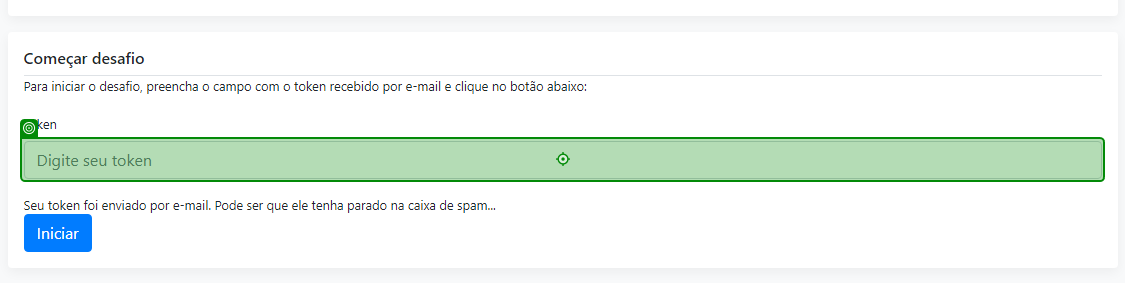 Começar desafio
Para iniciar o desafio, preencha o campo com o token recebido por e-mail e clique no botão abaixo:
ken
Digite seu token
Seu token foi enviado por e-mail. Pode ser que ele tenha parado na caixa de spam...
Iniciar